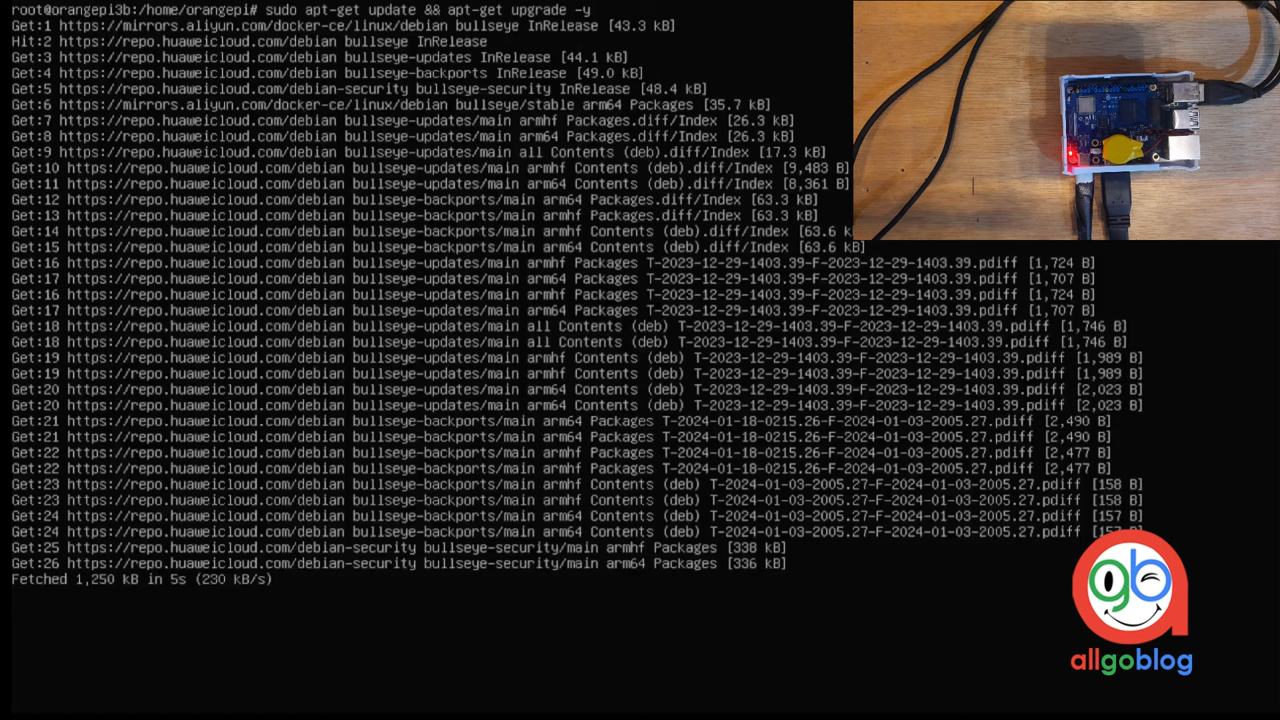 root@orangepi3b:/home/orangepi# sudo apt-get update && apt-get upgrade -y
Get:1 https://mirrors.aliyun.com/docker-ce/linux/debian bullseye InRelease [43.3 kB]
Hit:2 https://repo.huaweicloud.com/debian bullseye InRelease
Get:3 https://repo.huaweicloud.com/debian bullseye-updates InRelease [44.1 kB]
Get:4 https://repo.huaweicloud.com/debian bullseye-backports InRelease [49.0 kB]
Get:5 https://repo.huaweicloud.com/debian-security bullseye-security InRelease [48.4 kB]
Get:6 https://mirrors.aliyun.com/docker-ce/linux/debian bullseye/stable arm64 Packages [35.7 kB]
Get:7 https://repo.huaweicloud.com/debian bullseye-updates/main armhf Packages.diff/Index [26.3 kB]
Get:8 https://repo.huaweicloud.com/debian bullseye-updates/main arm64 Packages.diff/Index [26.3 kB]
Get:9 https://repo.huaweicloud.com/debian bullseye-updates/main all Contents (deb).diff/Index [17.3 kB]
Get:10 https://repo.huaweicloud.com/debian bullseye-updates/main armhf Contents (deb).diff/Index [9,483 B]
Get:11 https://repo.huaweicloud.com/debian bullseye-updates/main arm64 Contents (deb).diff/Index [8,361 B]
Get:12 https://repo.huaweicloud.com/debian bullseye-backports/main arm64 Packages.diff/Index [63.3 kB]
Get:13 https://repo.huaweicloud.com/debian bullseye-backports/main armhf Packages.diff/Index [63.3 kB]
Get:14 https://repo.huaweicloud.com/debian bullseye-backports/main armhf Contents (deb).diff/Index [63.6 k
Get:15 https://repo.huaweicloud.com/debian bullseye-backports/main arm64 Contents (deb).diff/Index [63.6 kB]
Get:16 https://repo.huaweicloud.com/debian bullseye-updates/main armhf Packages T-2023-12-29-1403.39-F-2023-12-29-1403.39.pdiff [1,724 B]
Get:17 https://repo.huaweicloud.com/debian bullseye-updates/main arm64 Packages T-2023-12-29-1403.39-F-2023-12-29-1403.39.pdiff [1,707 B]
Get:16 https://repo.huaweicloud.com/debian bullseye-updates/main armhf Packages T-2023-12-29-1403.39-F-2023-12-29-1403.39.pdiff [1,724 B]
Get:17 https://repo.huaweicloud.com/debian bullseye-updates/main arm64 Packages T-2023-12-29-1403.39-F-2023-12-29-1403.39.pdiff [1,707 B]
Get:18 https://repo.huaweicloud.com/debian bullseye-updates/main all Contents (deb) T-2023-12-29-1403.39-F-2023-12-29-1403.39.pdiff [1,746 B]
Get:18 https://repo.huaweicloud.com/debian bullseye-updates/main all Contents (deb) T-2023-12-29-1403.39-F-2023-12-29-1403.39.pdiff [1,746 B]
Get:19 https://repo.huaweicloud.com/debian bullseye-updates/main armhf Contents (deb) T-2023-12-29-1403.39-F-2023-12-29-1403.39.pdiff [1,989 B]
Get:19 https://repo.huaweicloud.com/debian bullseye-updates/main armhf Contents (deb) T-2023-12-29-1403.39-F-2023-12-29-1403.39.pdiff [1,989 B]
Get:20 https://repo.huaweicloud.com/debian bullseye-updates/main arm64 Contents (deb) T-2023-12-29-1403.39-F-2023-12-29-1403.39.pdiff [2,023 B]
Get:20 https://repo.huaweicloud.com/debian bullseye-updates/main arm64 Contents (deb) T-2023-12-29-1403.39-F-2023-12-29-1403.39.pdiff [2,023 B]
Get:21 https://repo.huaweicloud.com/debian bullseye-backports/main arm64 Packages T-2024-01-18-0215.26-F-2024-01-03-2005.27.pdiff [2,490 B]
Get:21 https://repo.huaweicloud.com/debian bullseye-backports/main arm64 Packages T-2024-01-18-0215.26-F-2024-01-03-2005.27.pdiff [2,490 B]
Get:22 https://repo.huaweicloud.com/debian bullseye-backports/main armhf Packages T-2024-01-18-0215.26-F-2024-01-03-2005.27.pdiff [2,477 B]
Get:22 https://repo.huaweicloud.com/debian bullseye-backports/main armhf Packages T-2024-01-18-0215.26-F-2024-01-03-2005.27.pdiff [2,477 B]
Get:23 https://repo.huaweicloud.com/debian bullseye-backports/main armhf Contents (deb) T-2024-01-03-2005.27-F-2024-01-03-2005.27.pdiff [158 B]
Get:23 https://repo.huaweicloud.com/debian bullseye-backports/main armhf Contents (deb) T-2024-01-03-2005.27-F-2024-01-03-2005.27.pdiff [158 B]
Get:24 https://repo.huaweicloud.com/debian bullseye-backports/main arm64 Contents (deb) T-2024-01-03-2005.27-F-2024-01-03-2005.27.pdiff [157 B]
Get:24 https://repo.huaweicloud.com/debian bullseye-backports/main arm64 Contents (deb) T-2024-01-03-2005.27-F-2024-01-03-2005.27.pdiff [157
Get:25 https://repo.huaweicloud.com/debian-security bullseye-security/main armhf Packages [338 kB]
Get:26 https://repo.huaweicloud.com/debian-security bullseye-security/main arm64 Packages [336 kB]
Fetched 1,250 kB in 5s (230 kB/s)
gb
allgoblog